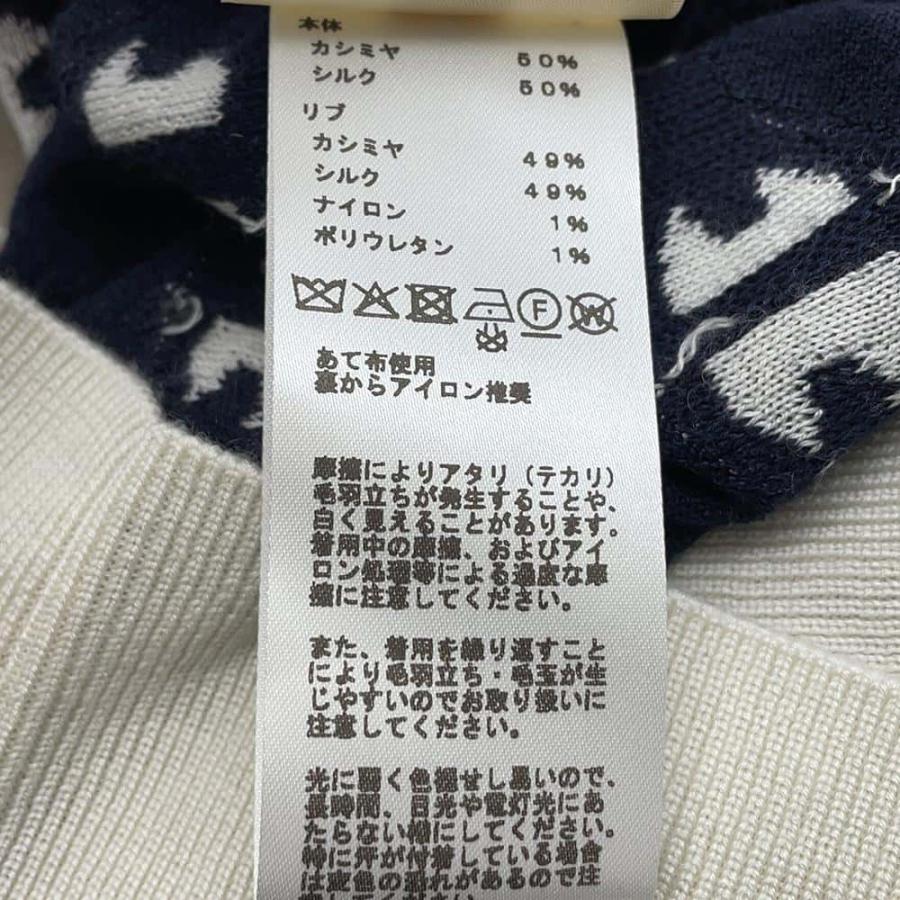 本体
カシミヤ 50%
シルク 50%
リブ
カシミヤ 49%
シルク 49%
ナイロン 1%
ポリウレタン 1%
F W
あて布使用
裏からアイロン推奨
摩擦によりアタリ（テカリ）
毛羽立ちが発生することや、
白く見えることがあります。
着用中の摩擦、およびアイ
ロン処理等による過度な摩
擦に注意してください。
また、着用を繰り返すこと
により毛羽立ち・毛玉が生
じやすいのでお取り扱いに
注意してください。
光に弱く色褪せし易いので、
長時間、日光や電灯光にあ
たらない様にしてください。
特に汗が付着している場合
は変色の恐れがあるので注
意してください。